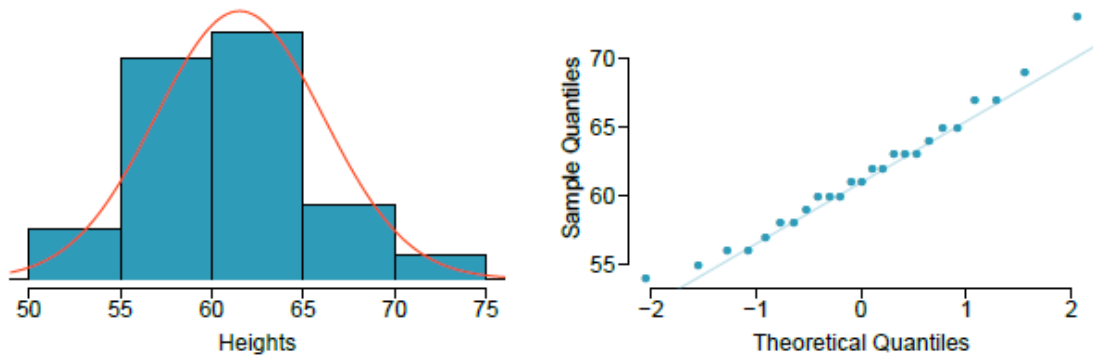 50 55 60 65 70 75
Heights
70
65
60
55
Sample Quantiles
−2 −1 0 1 2
Theoretical Quantiles